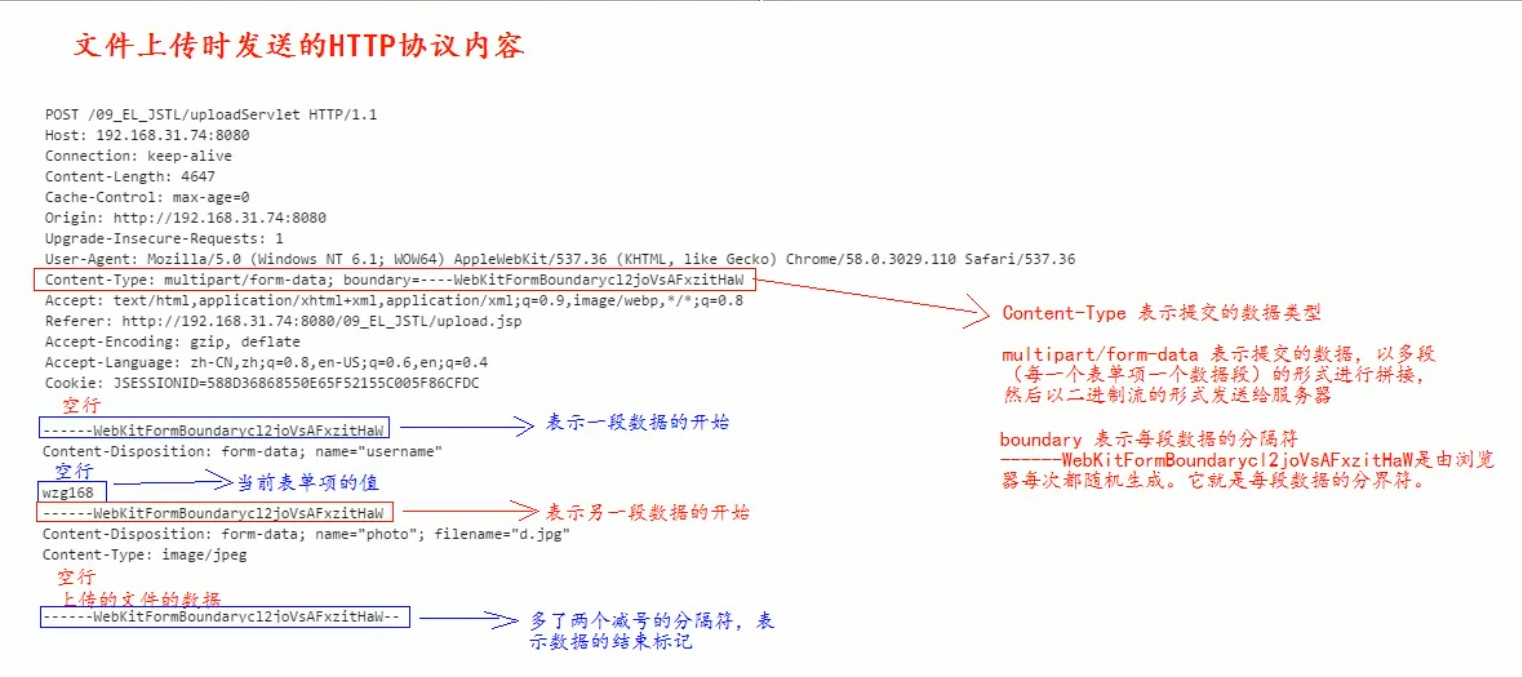 文件上传时发送的HTTP协议内容
POST /09_EL_JSTL/uploadServlet HTTP/1.1
Host: 192.168.31.74:8080
Connection: keep-alive
Content-Length: 4647
Cache-Control: max-age=0
Origin: http://192.168.31.74:8080
Upgrade-Insecure-Requests: 1
User-Agent: Mozilla/5.0 (Windows NT 6.1; WOW64) AppleWebKit/537.36 (KHTML, like Gecko) Chrome/58.0.3029.110 Safari/537.36
Content-Type: multipart/form-data; boundary=----WebKitFormBoundarycl2joVsAFxzitHaW
Accept: text/html,application/xhtml+xml,application/xml;q=0.9,image/webp,*/*;q=0.8
Referer: http://192.168.31.74:8080/09_EL_JSTL/upload.jsp
Accept-Encoding: gzip, deflate
Accept-Language: zh-CN,zh;q=0.8,en-US;q=0.6,en;q=0.4
Cookie: JSESSIONID=588D36868550E65F52155C005F86CFDC
空行
------WebKitFormBoundarycl2joVsAFxzitHaW
表示一段数据的开始
Content-Disposition: form-data; name="username"
空行
wzg168
当前表单项的值
------WebKitFormBoundarycl2joVsAFxzitHaW
表示另一段数据的开始
Content-Disposition: form-data; name="photo"; filename="d.jpg"
Content-Type: image/jpeg
空行
上传的文件的数据
------WebKitFormBoundarycl2joVsAFxzitHaW--
多了两个减号的分隔符，表
示数据的结束标记
Content-Type 表示提交的数据类型
multipart/form-data 表示提交的数据，以多段
（每一个表单项一个数据段）的形式进行拼接，
然后以二进制流的形式发送给服务器
boundary 表示每段数据的分隔符
------WebKitFormBoundarycl2joVsAFxzitHaW是由浏览
器每次都随机生成。它就是每段数据的分界符。